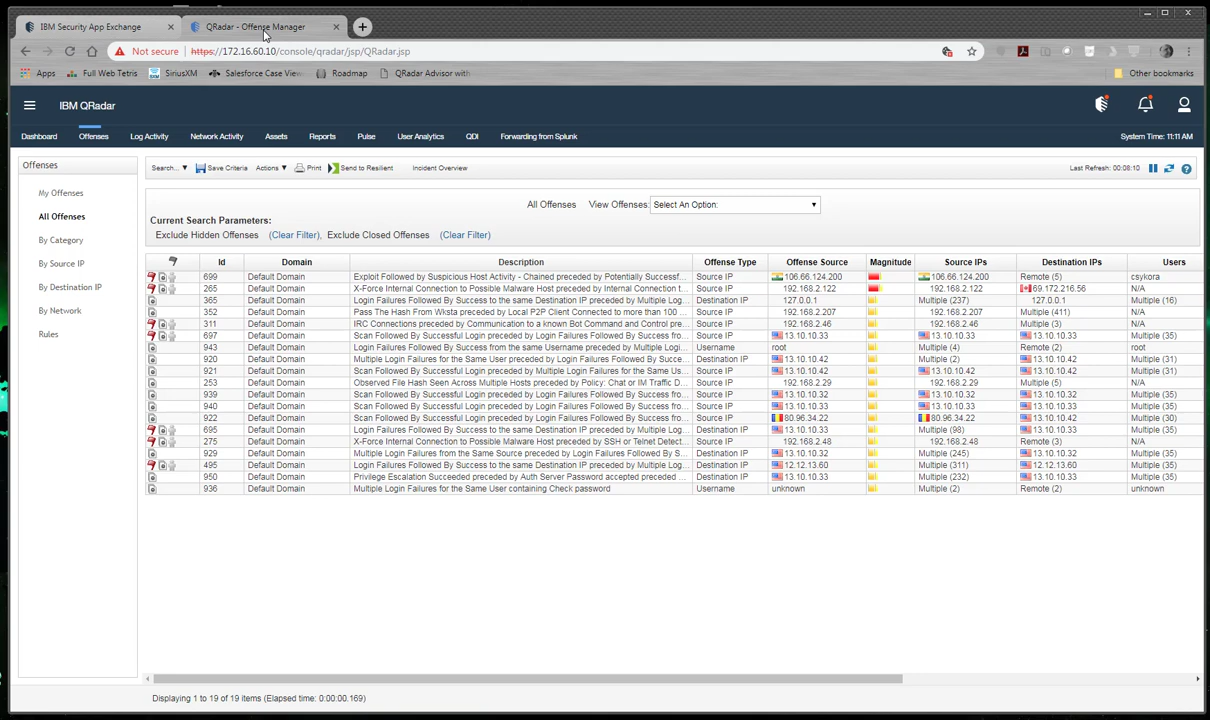 IBM Security App Exchange × QRadar - Offense Manager × +
Not secure https://172.16.60.10/console/qradar/jsp/QRadar.jsp
Apps Full Web Tetris SiriusXM Salesforce Case View Roadmap QRadar Advisor with Other bookmarks
IBM QRadar
Dashboard Offenses Log Activity Network Activity Assets Reports Pulse User Analytics QDI Forwarding from Splunk System Time: 11:11 AM
Offenses
My Offenses
All Offenses
By Category
By Source IP
By Destination IP
By Network
Rules
Search... Save Criteria Actions Print Send to Resilient Incident Overview Last Refresh: 00:08:10
All Offenses View Offenses: Select An Option:
Current Search Parameters:
Exclude Hidden Offenses (Clear Filter), Exclude Closed Offenses (Clear Filter)
Id Domain Description Offense Type Offense Source Magnitude Source IPs Destination IPs Users
699 Default Domain Exploit Followed by Suspicious Host Activity - Chained preceded by Potentially Successf... Source IP 106.66.124.200 106.66.124.200 Remote (5) csykora
265 Default Domain X-Force Internal Connection to Possible Malware Host preceded by Internal Connection t... Source IP 192.168.2.122 192.168.2.122 69.172.216.56 N/A
365 Default Domain Login Failures Followed By Success to the same Destination IP preceded by Multiple Log... Destination IP 127.0.0.1 Multiple (237) 127.0.0.1 Multiple (16)
352 Default Domain Pass The Hash From Wksta preceded by Local P2P Client Connected to more than 100 ... Source IP 192.168.2.207 192.168.2.207 Multiple (411) N/A
311 Default Domain IRC Connections preceded by Communication to a known Bot Command and Control pre... Source IP 192.168.2.46 192.168.2.46 Multiple (3) N/A
697 Default Domain Scan Followed By Successful Login preceded by Login Failures Followed By Success fro... Source IP 13.10.10.33 13.10.10.33 13.10.10.33 Multiple (35)
943 Default Domain Login Failures Followed By Success from the same Username preceded by Multiple Logi... Username root Multiple (4) Remote (2) root
920 Default Domain Multiple Login Failures for the Same User preceded by Login Failures Followed By Succe... Destination IP 13.10.10.42 Multiple (2) 13.10.10.42 Multiple (31)
921 Default Domain Scan Followed By Successful Login preceded by Multiple Login Failures for the Same Us... Source IP 13.10.10.42 13.10.10.42 13.10.10.42 Multiple (31)
253 Default Domain Observed File Hash Seen Across Multiple Hosts preceded by Policy: Chat or IM Traffic D... Source IP 192.168.2.29 192.168.2.29 Multiple (5) N/A
939 Default Domain Scan Followed By Successful Login preceded by Login Failures Followed By Success fro... Source IP 13.10.10.32 13.10.10.32 13.10.10.32 Multiple (35)
940 Default Domain Scan Followed By Successful Login preceded by Login Failures Followed By Success fro... Source IP 13.10.10.33 13.10.10.33 13.10.10.33 Multiple (35)
922 Default Domain Scan Followed By Successful Login preceded by Login Failures Followed By Success fro... Source IP 80.96.34.22 80.96.34.22 13.10.10.42 Multiple (30)
695 Default Domain Login Failures Followed By Success to the same Destination IP preceded by Multiple Log... Destination IP 13.10.10.33 Multiple (98) 13.10.10.33 Multiple (35)
275 Default Domain X-Force Internal Connection to Possible Malware Host preceded by SSH or Telnet Detect... Source IP 192.168.2.48 192.168.2.48 Remote (3) N/A
929 Default Domain Multiple Login Failures from the Same Source preceded by Login Failures Followed By S... Destination IP 13.10.10.32 Multiple (245) 13.10.10.32 Multiple (35)
495 Default Domain Login Failures Followed By Success to the same Destination IP preceded by Multiple Log... Destination IP 12.12.13.60 Multiple (311) 12.12.13.60 Multiple (35)
950 Default Domain Privilege Escalation Succeeded preceded by Auth Server Password accepted preceded ... Destination IP 13.10.10.33 Multiple (232) 13.10.10.33 Multiple (35)
936 Default Domain Multiple Login Failures for the Same User containing Check password Username unknown Multiple (2) Remote (2) unknown
Displaying 1 to 19 of 19 items (Elapsed time: 0:00:00.169)